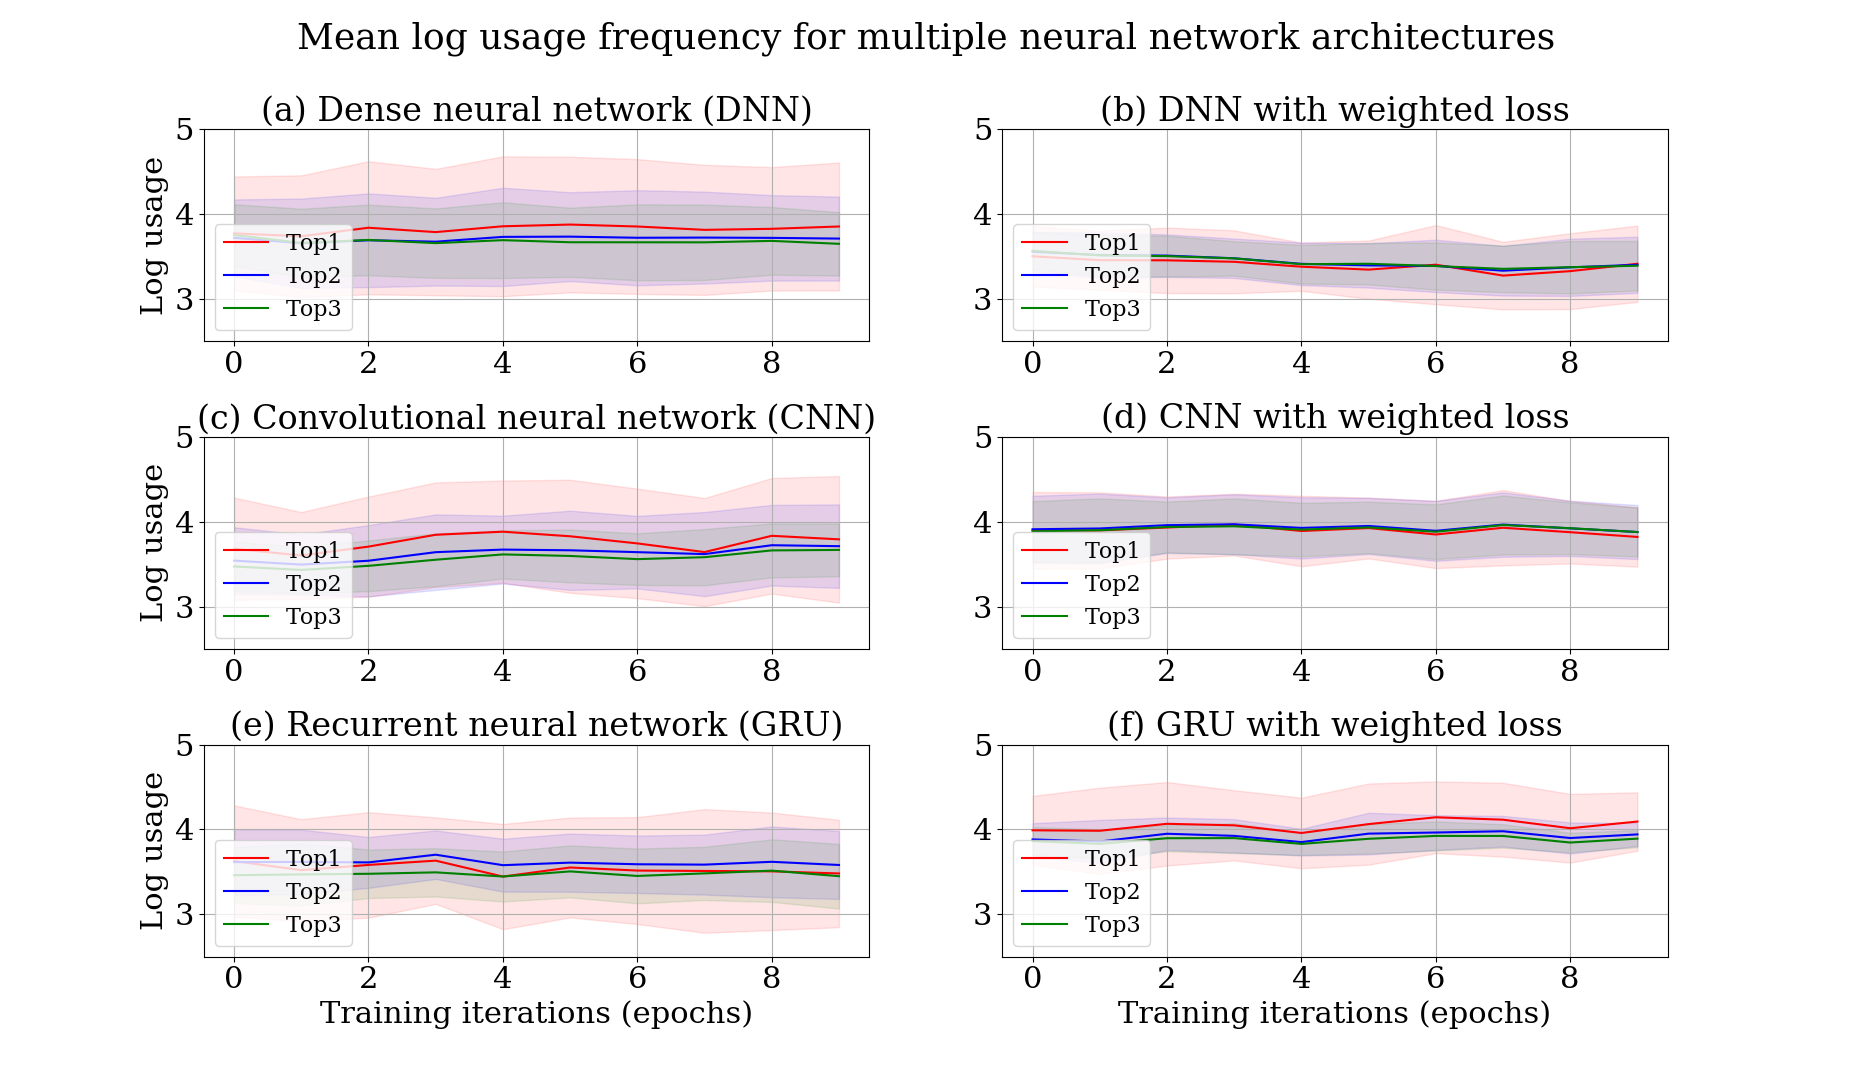 Mean log usage frequency for multiple neural network architectures
(a) Dense neural network (DNN)
5
4
3
Log usage
Top1
Top2
Top3
0 2 4 6 8
(b) DNN with weighted loss
5
4
3
Top1
Top2
Top3
0 2 4 6 8
(c) Convolutional neural network (CNN)
5
4
3
Log usage
Top1
Top2
Top3
0 2 4 6 8
(d) CNN with weighted loss
5
4
3
Top1
Top2
Top3
0 2 4 6 8
(e) Recurrent neural network (GRU)
5
4
3
Log usage
Top1
Top2
Top3
0 2 4 6 8
Training iterations (epochs)
(f) GRU with weighted loss
5
4
3
Top1
Top2
Top3
0 2 4 6 8
Training iterations (epochs)